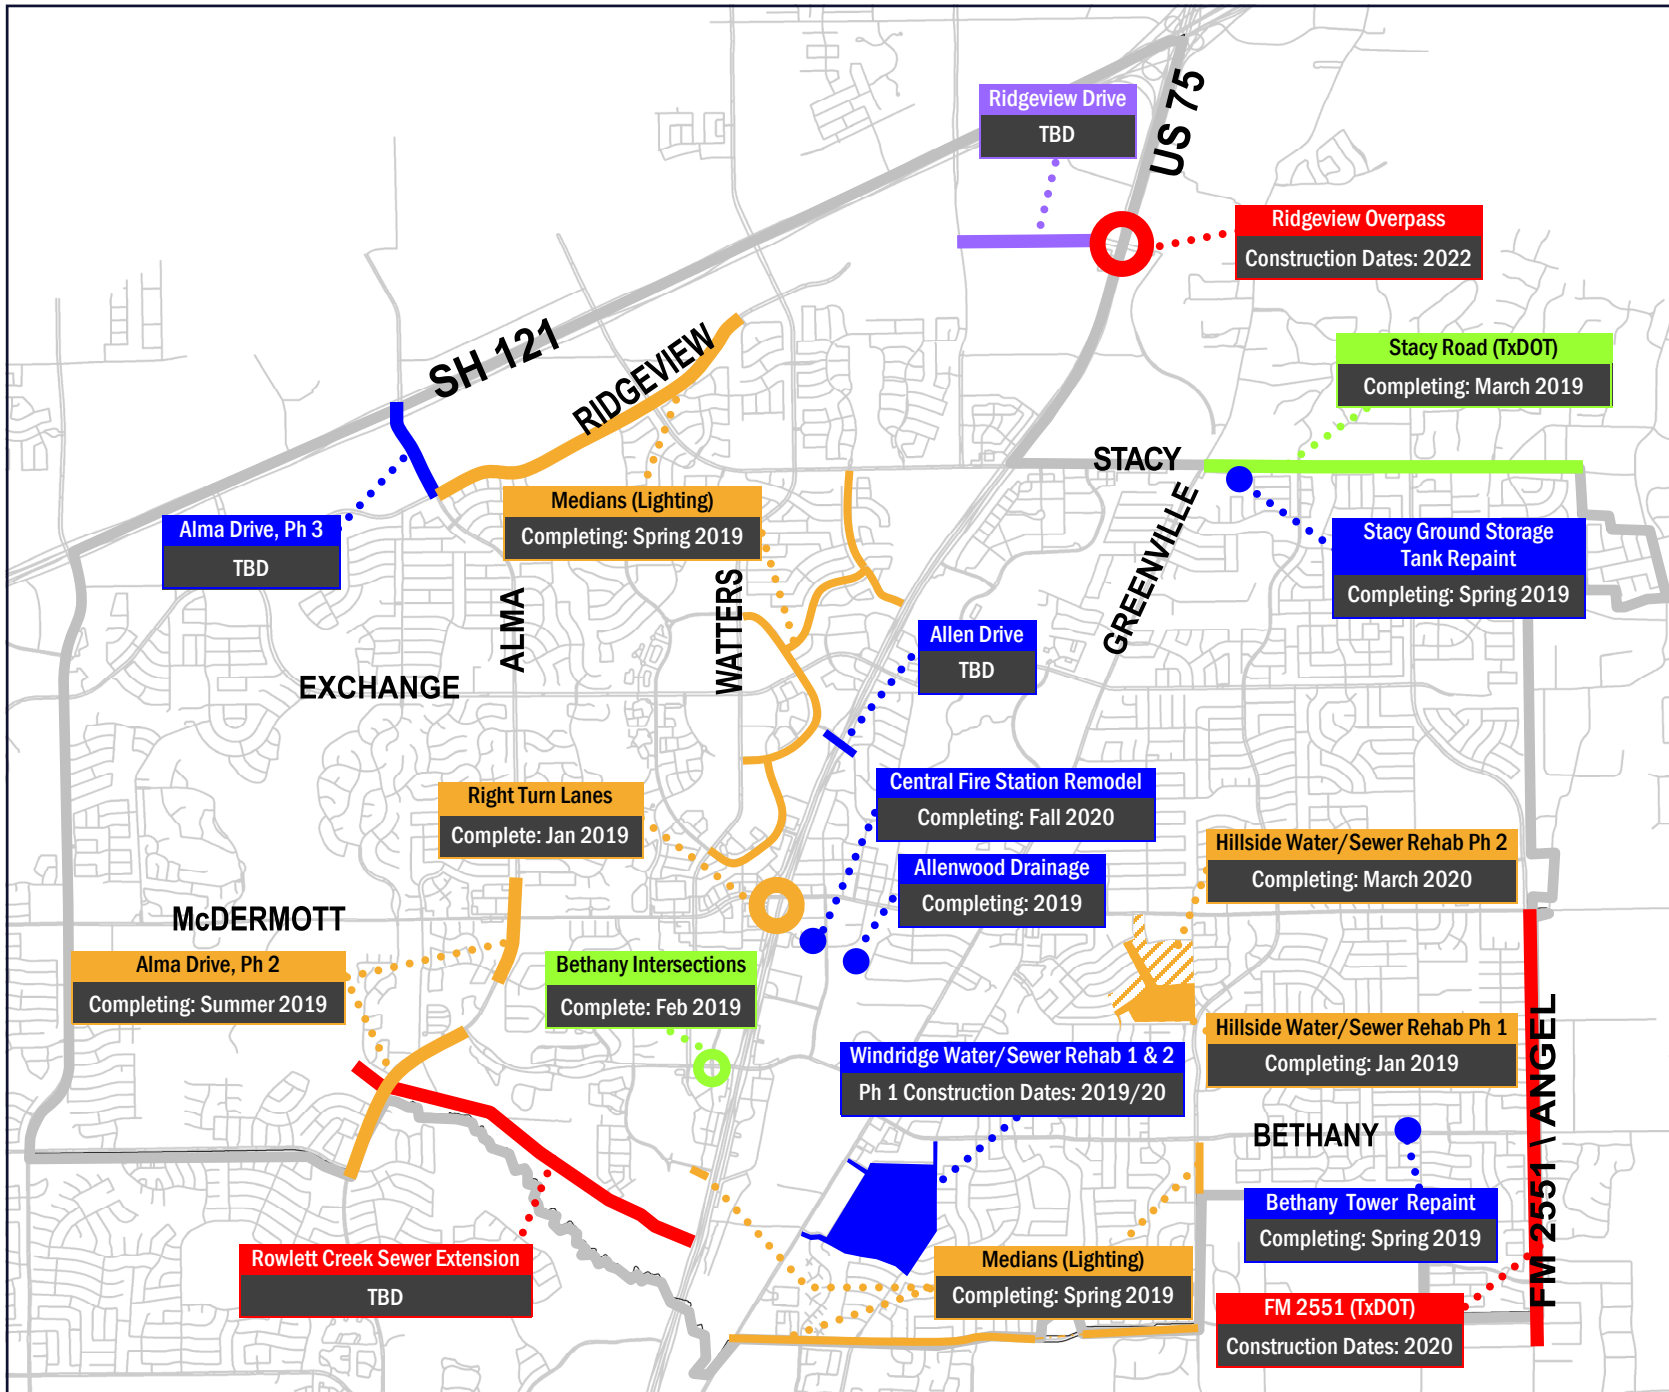 Ridgeview Drive
TBD
US 75
Ridgeview Overpass
Construction Dates: 2022
SH 121
RIDGEVIEW
Stacy Road (TxDOT)
Completing: March 2019
STACY
GREENVILLE
Medians (Lighting)
Completing: Spring 2019
Alma Drive, Ph 3
TBD
Stacy Ground Storage
Tank Repaint
Completing: Spring 2019
ALMA
WATTERS
Allen Drive
TBD
EXCHANGE
Right Turn Lanes
Complete: Jan 2019
Central Fire Station Remodel
Completing: Fall 2020
Allenwood Drainage
Completing: 2019
Hillside Water/Sewer Rehab Ph 2
Completing: March 2020
McDERMOTT
Alma Drive, Ph 2
Completing: Summer 2019
Bethany Intersections
Complete: Feb 2019
Hillside Water/Sewer Rehab Ph 1
Completing: Jan 2019
Windridge Water/Sewer Rehab 1 & 2
Ph 1 Construction Dates: 2019/20
FM 2551 \ ANGEL
BETHANY
Bethany Tower Repaint
Completing: Spring 2019
Rowlett Creek Sewer Extension
TBD
Medians (Lighting)
Completing: Spring 2019
FM 2551 (TxDOT)
Construction Dates: 2020